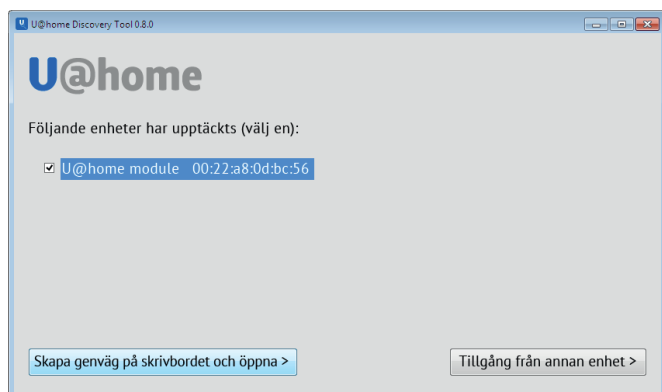 U@home Discovery Tool 0.8.0
U@home
Följande enheter har upptäckts (välj en):
U@home module 00:22:a8:0d:bc:56
Skapa genväg på skrivbordet och öppna >
Tillgång från annan enhet >